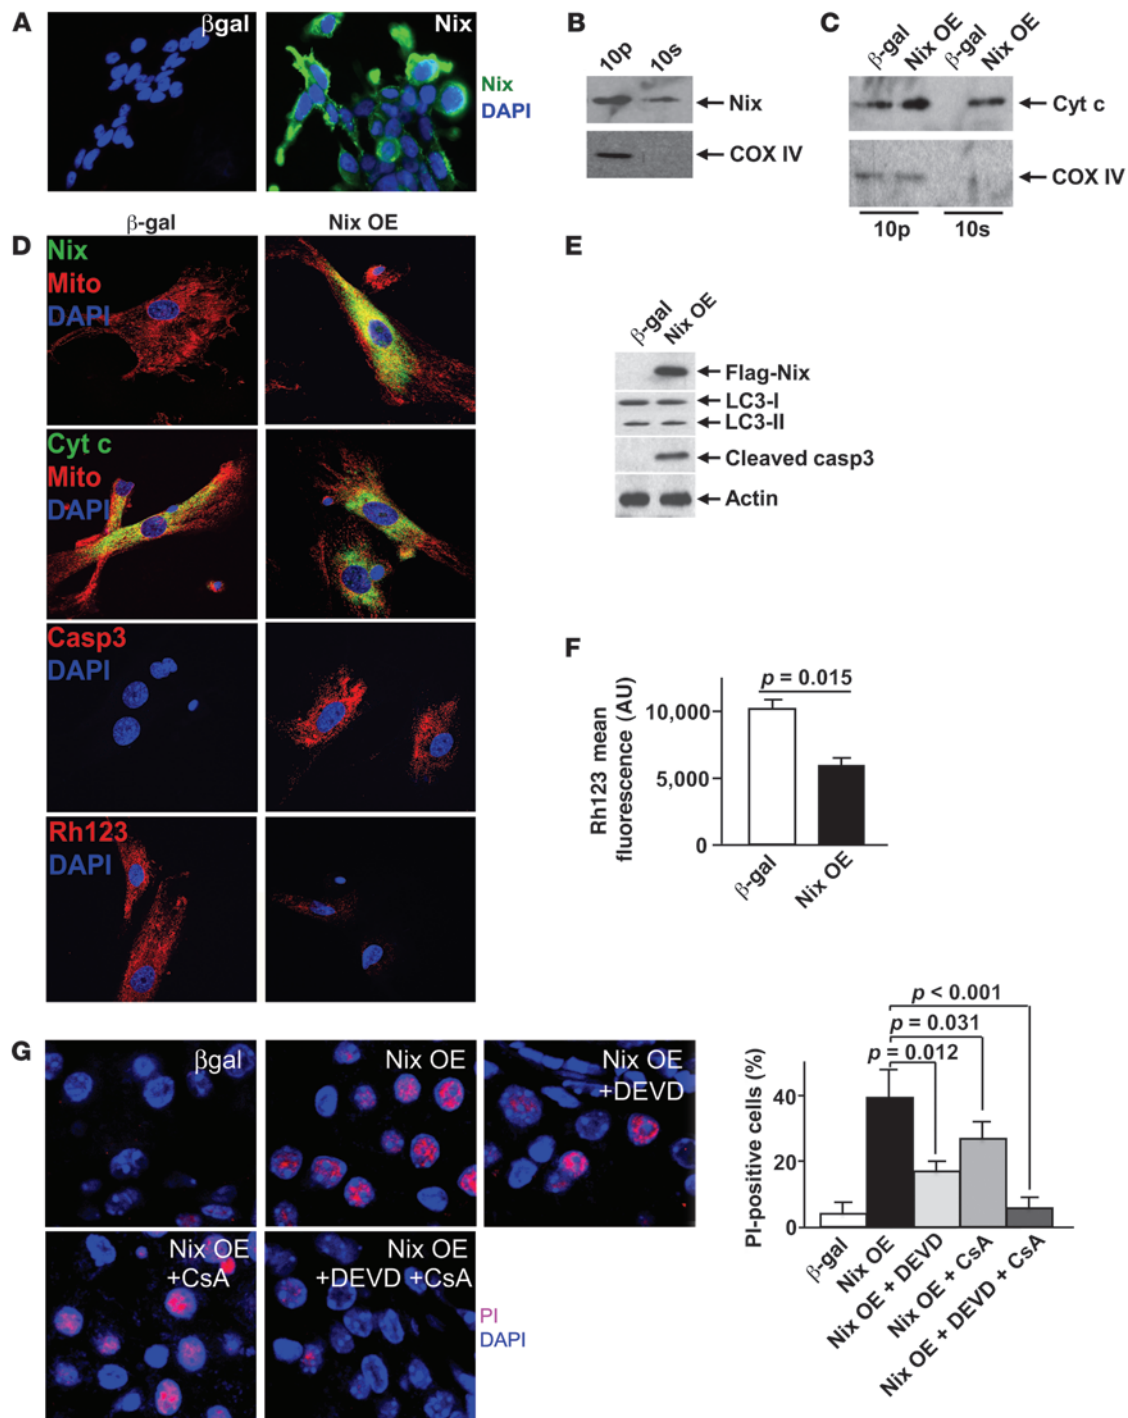 A
βgal
Nix
Nix
DAPI
B
10p
10s
Nix
COX IV
C
β-gal
Nix OE
β-gal
Nix OE
Cyt c
COX IV
10p
10s
D
β-gal
Nix OE
Nix
Mito
DAPI
Cyt c
Mito
DAPI
Casp3
DAPI
Rh123
DAPI
E
β-gal
Nix OE
Flag-Nix
LC3-I
LC3-II
Cleaved casp3
Actin
F
p = 0.015
Rh123 mean
fluorescence (AU)
10,000
5,000
0
β-gal
Nix OE
G
βgal
Nix OE
Nix OE
+DEVD
Nix OE
+CsA
Nix OE
+DEVD +CsA
PI
DAPI
p < 0.001
p = 0.031
p = 0.012
PI-positive cells (%)
40
20
0
β-gal
Nix OE
Nix OE + DEVD
Nix OE + CsA
Nix OE + DEVD + CsA